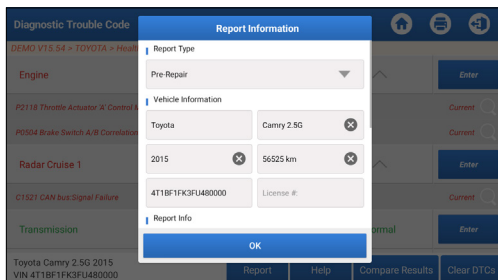 Diagnostic Trouble Code
Report Information
DEMO V15.54 > TOYOTA > Health
Report Type
Pre-Repair
Engine
Enter
Vehicle Information
P2118 Throttle Actuator 'A' Control M
Current
Toyota
Camry 2.5G
P0504 Brake Switch A/B Correlation
Current
2015
56525 km
Radar Cruise 1
Enter
4T1BF1FK3FU480000
License #:
C1521 CAN bus:Signal Failure
Current
Report Info
Transmission
Enter
OK
Toyota Camry 2.5G 2015
VIN 4T1BF1FK3FU480000
Report
Help
Compare Results
Clear DTCs